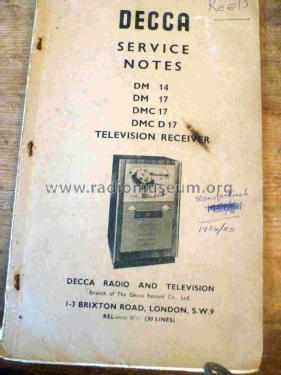 REED
DECCA
SERVICE
NOTES
DM 14
DM 17
DMC 17
DMC D 17
TELEVISION RECEIVER
www.radiomuseum.org
Manufactured
1954/55
DECCA RADIO AND TELEVISION
Branch of The Decca Record Co. Ltd.
1-3 BRIXTON ROAD, LONDON, S.W.9
RELiance 8111 (30 LINES)